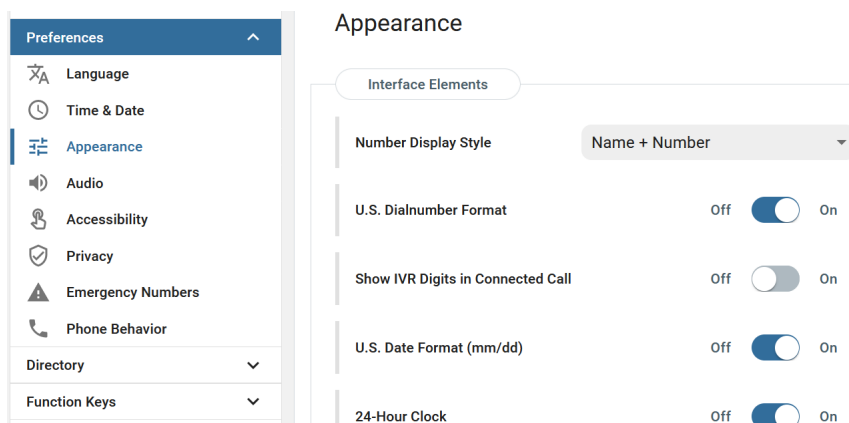 Preferences
Language
Time & Date
Appearance
Audio
Accessibility
Privacy
Emergency Numbers
Phone Behavior
Directory
Function Keys
Appearance
Interface Elements
Number Display Style Name + Number
U.S. Dialnumber Format Off On
Show IVR Digits in Connected Call Off On
U.S. Date Format (mm/dd) Off On
24-Hour Clock Off On